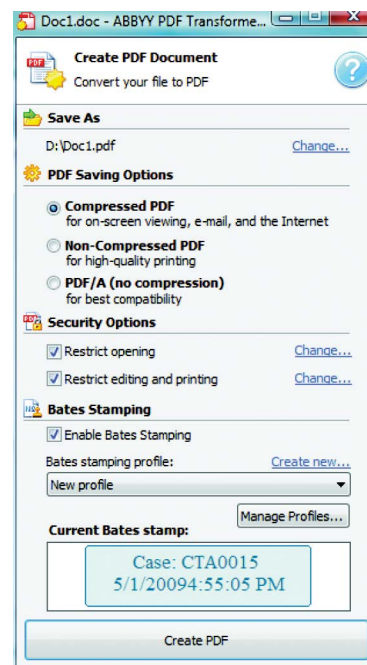 Doc1.doc - ABBYY PDF Transforme...
Create PDF Document
Convert your file to PDF
Save As
D:\Doc1.pdf Change...
PDF Saving Options
Compressed PDF
for on-screen viewing, e-mail, and the Internet
Non-Compressed PDF
for high-quality printing
PDF/A (no compression)
for best compatibility
Security Options
Restrict opening Change...
Restrict editing and printing Change...
Bates Stamping
Enable Bates Stamping
Bates stamping profile: Create new...
New profile
Manage Profiles...
Current Bates stamp:
Case: CTA0015
5/1/20094:55:05 PM
Create PDF